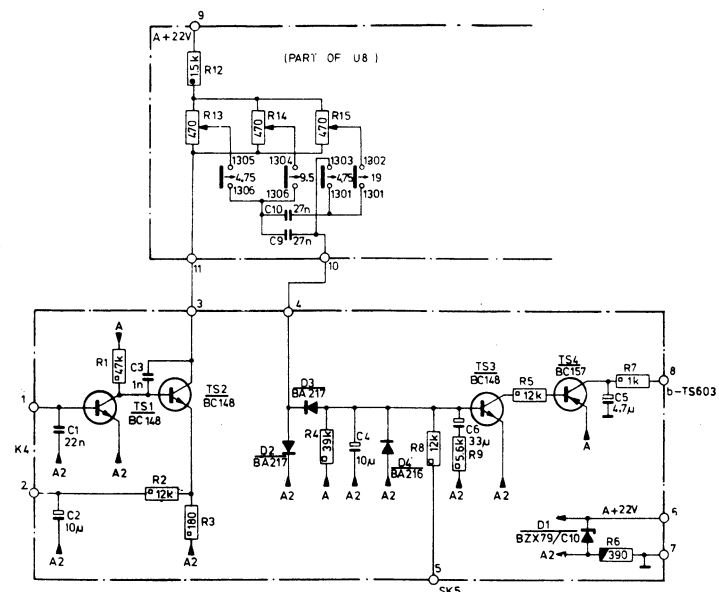 9
A+22V
(PART OF U8)
1,5k
R12
R13
R14
R15
470
470
470
1305
1304
1303
1302
4.75
9.5
4,75
19
1306
1306
1301
1301
C10
27n
C9
27n
11
10
3
4
A
R1
47k
C3
1n
TS2
BC148
1
TS1
BC148
C1
22n
K4
A2
A2
2
R2
12k
C2
10μ
180
R3
A2
A2
D3
BA217
D2
BA217
R4
39k
C4
10μ
D4
BA216
R8
12k
C6
33μ
R9
5,6k
A2
A
A2
A2
A2
TS3
BC148
R5
12k
TS4
BC157
R7
1k
8
b-TS603
C5
4.7μ
A2
A
A+22V
6
D1
BZX79/C10
A2
R6
390
7
5
SK5